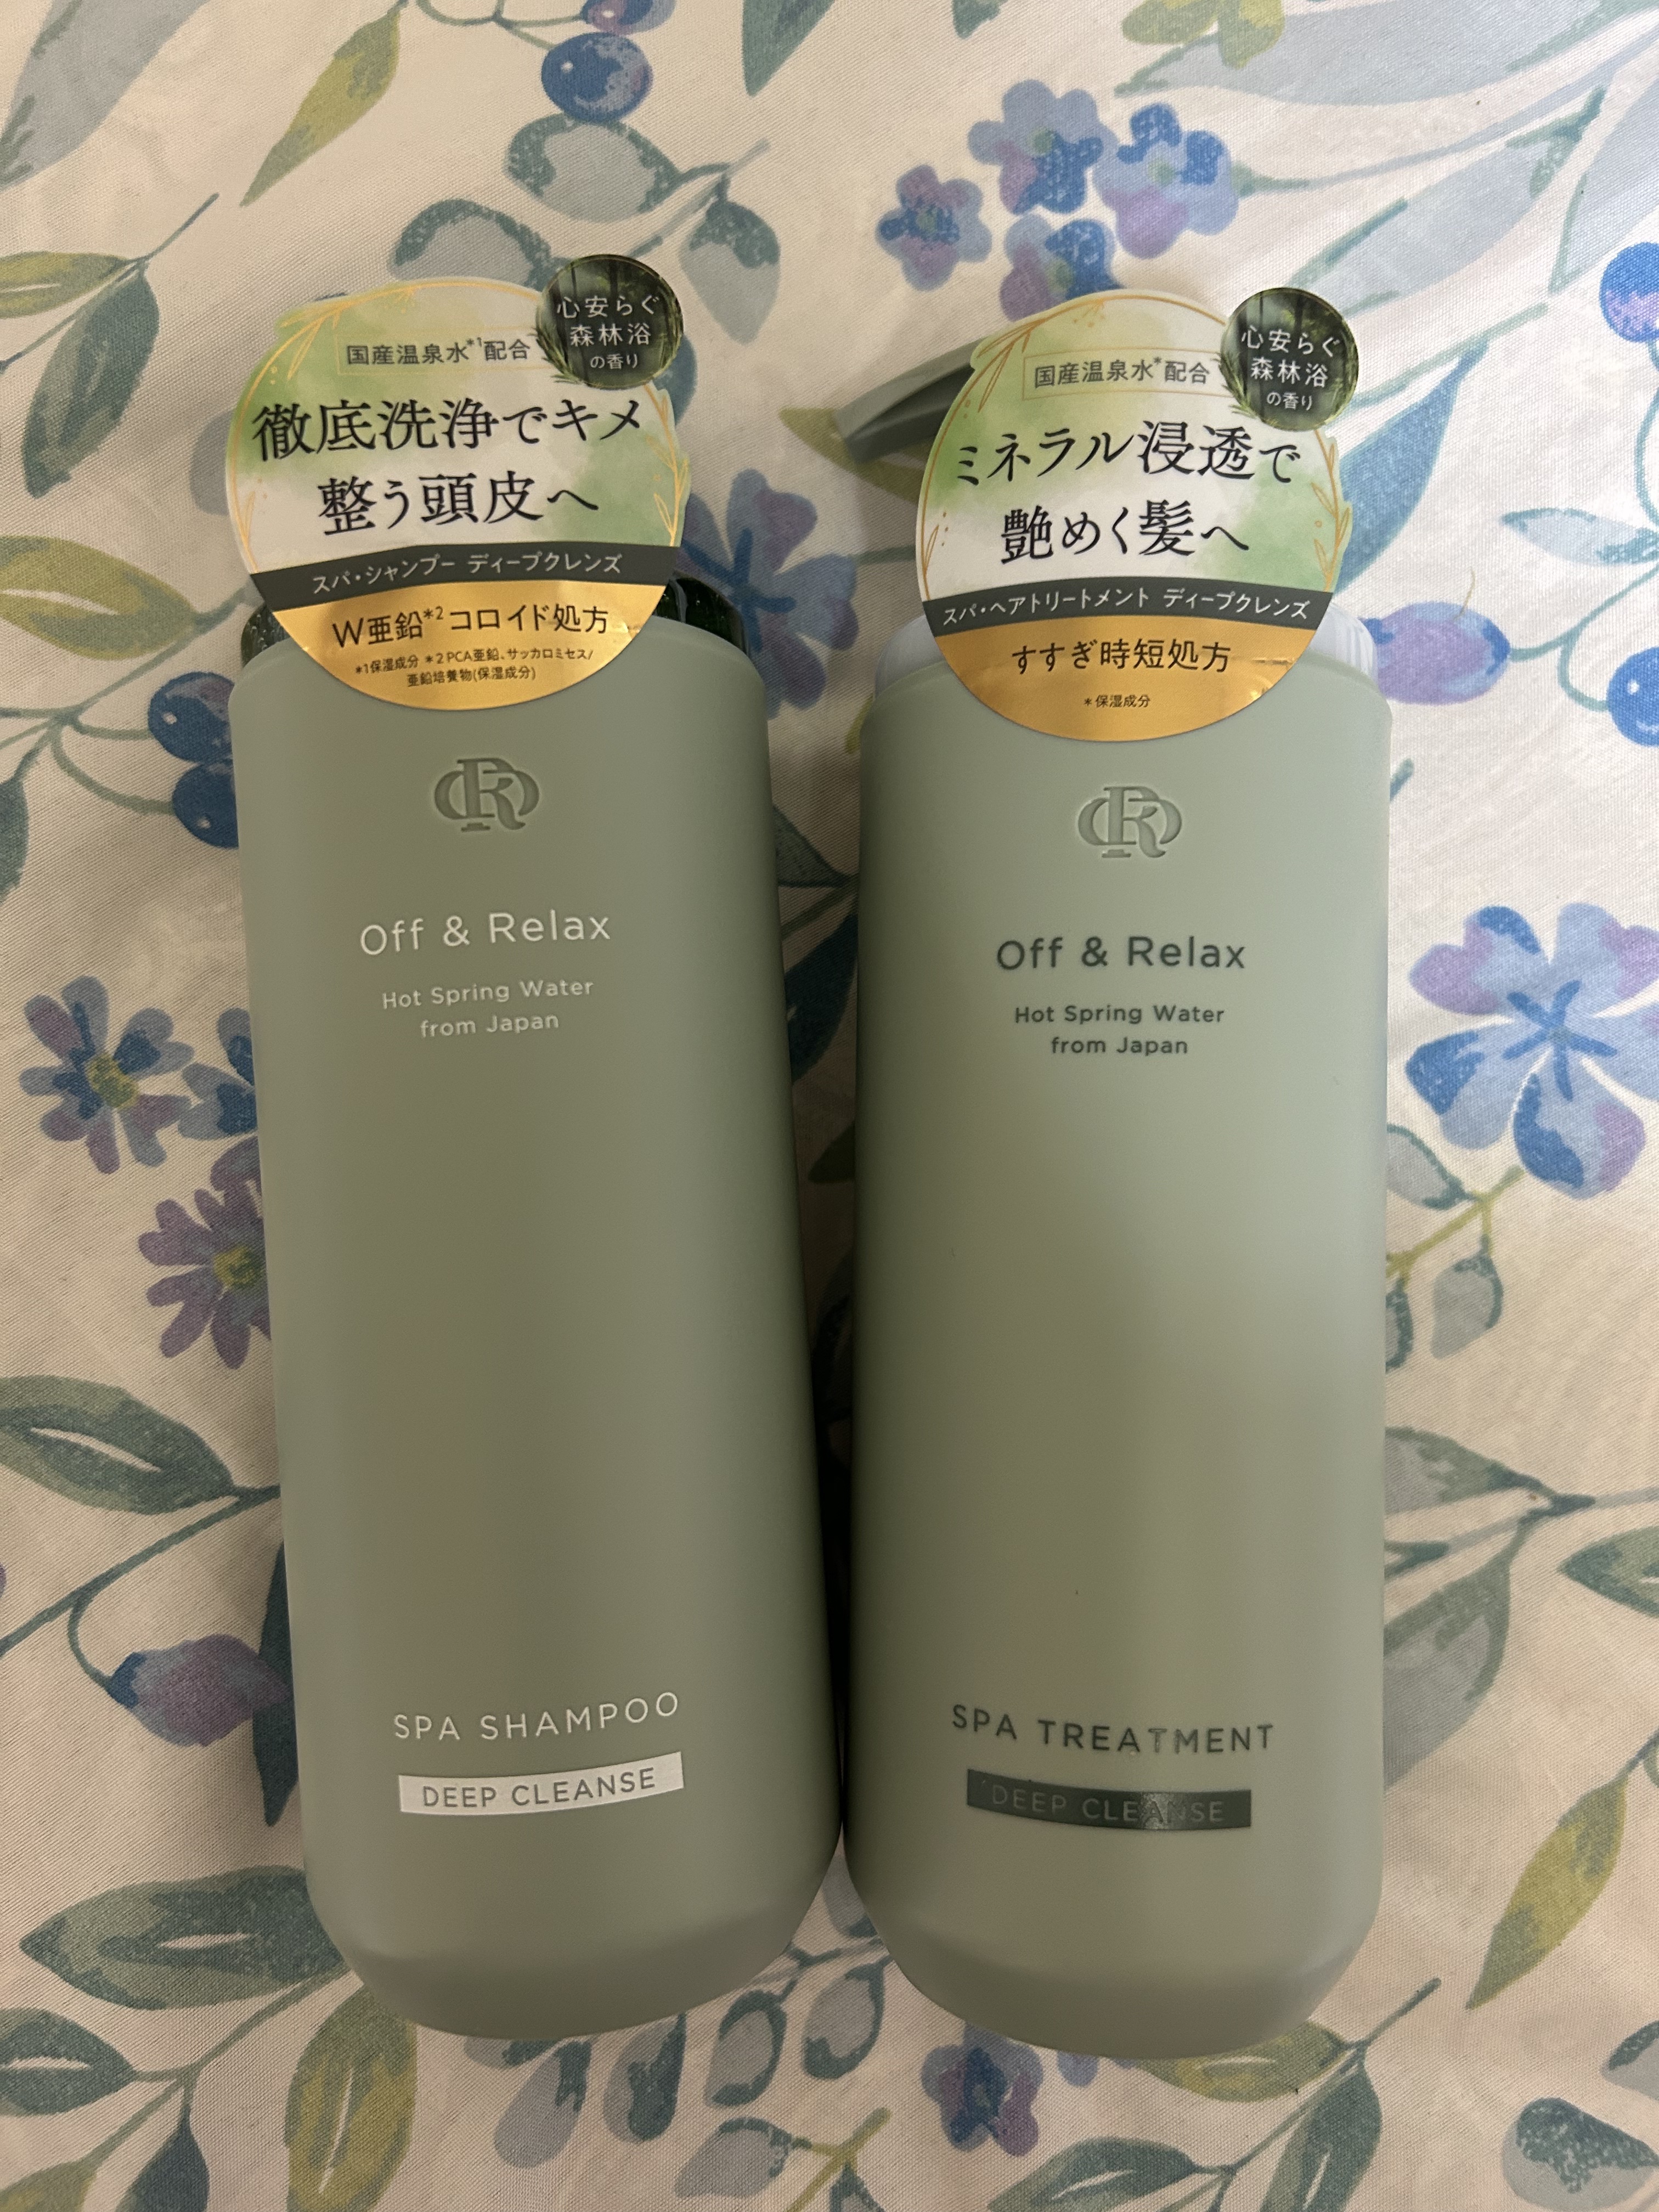 国産温泉水*1配合
心安らぐ
森林浴
の香り
徹底洗浄でキメ
整う頭皮へ
スパ・シャンプー ディープクレンズ
W亜鉛*2コロイド処方
*1保湿成分 *2 PCA亜鉛、サッカロミセス/
亜鉛培養物(保湿成分)
Off & Relax
Hot Spring Water
from Japan
SPA SHAMPOO
DEEP CLEANSE
国産温泉水*配合
心安らぐ
森林浴
の香り
ミネラル浸透で
艶めく髪へ
スパ・ヘアトリートメント ディープクレンズ
すすぎ時短処方
*保湿成分
Off & Relax
Hot Spring Water
from Japan
SPA TREATMENT
DEEP CLEANSE